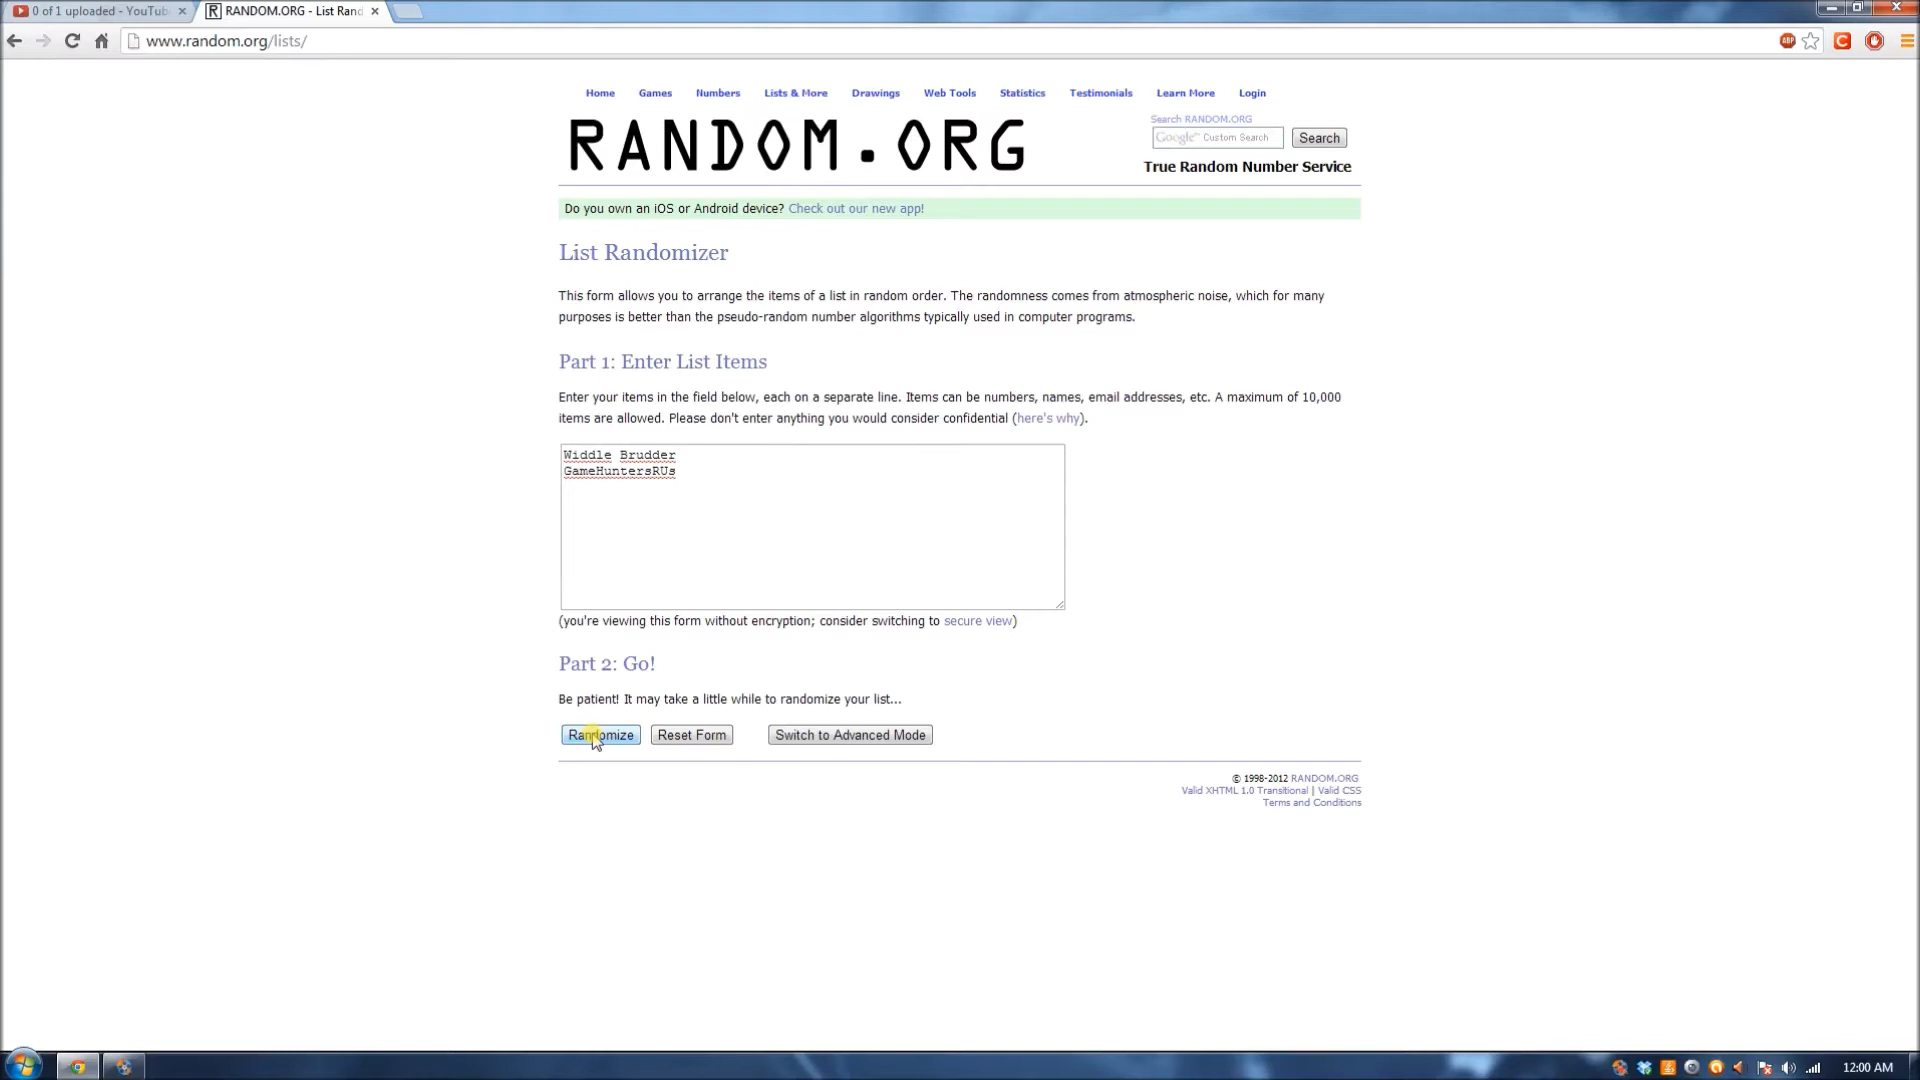 0 of 1 uploaded - YouTub
RANDOM.ORG - List Rand
www.random.org/lists/
ABP
Home Games Numbers Lists & More Drawings Web Tools Statistics Testimonials Learn More Login
RANDOM.ORG
Search RANDOM.ORG
Google™ Custom Search Search
True Random Number Service
Do you own an iOS or Android device? Check out our new app!
List Randomizer
This form allows you to arrange the items of a list in random order. The randomness comes from atmospheric noise, which for many
purposes is better than the pseudo-random number algorithms typically used in computer programs.
Part 1: Enter List Items
Enter your items in the field below, each on a separate line. Items can be numbers, names, email addresses, etc. A maximum of 10,000
items are allowed. Please don't enter anything you would consider confidential (here's why).
Widdle Brudder
GameHuntersRUs
(you're viewing this form without encryption; consider switching to secure view)
Part 2: Go!
Be patient! It may take a little while to randomize your list...
Randomize Reset Form Switch to Advanced Mode
© 1998-2012 RANDOM.ORG
Valid XHTML 1.0 Transitional | Valid CSS
Terms and Conditions
12:00 AM